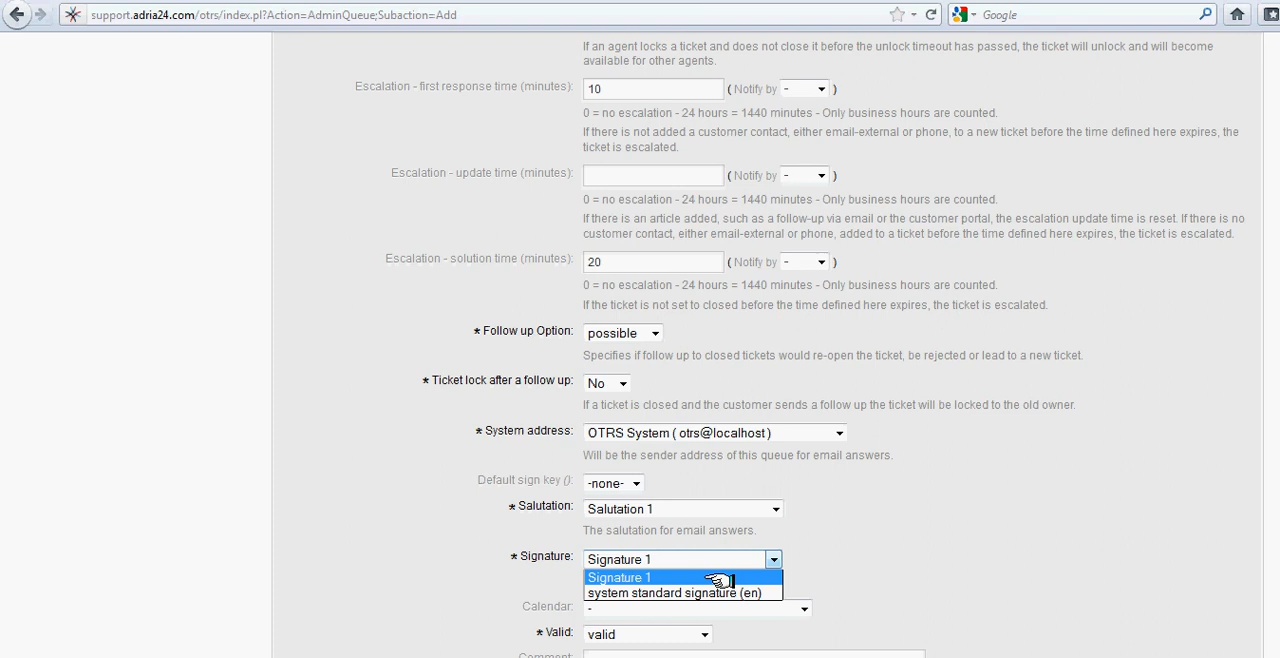 support.adria24.com/otrs/index.pl?Action=AdminQueue;Subaction=Add
Google
If an agent locks a ticket and does not close it before the unlock timeout has passed, the ticket will unlock and will become
available for other agents.
Escalation - first response time (minutes): 10 ( Notify by - )
0 = no escalation - 24 hours = 1440 minutes - Only business hours are counted.
If there is not added a customer contact, either email-external or phone, to a new ticket before the time defined here expires, the
ticket is escalated.
Escalation - update time (minutes): ( Notify by - )
0 = no escalation - 24 hours = 1440 minutes - Only business hours are counted.
If there is an article added, such as a follow-up via email or the customer portal, the escalation update time is reset. If there is no
customer contact, either email-external or phone, added to a ticket before the time defined here expires, the ticket is escalated.
Escalation - solution time (minutes): 20 ( Notify by - )
0 = no escalation - 24 hours = 1440 minutes - Only business hours are counted.
If the ticket is not set to closed before the time defined here expires, the ticket is escalated.
* Follow up Option: possible
Specifies if follow up to closed tickets would re-open the ticket, be rejected or lead to a new ticket.
* Ticket lock after a follow up: No
If a ticket is closed and the customer sends a follow up the ticket will be locked to the old owner.
* System address: OTRS System ( otrs@localhost )
Will be the sender address of this queue for email answers.
Default sign key (): -none-
* Salutation: Salutation 1
The salutation for email answers.
* Signature: Signature 1
Signature 1
system standard signature (en)
Calendar: -
* Valid: valid
Comment: